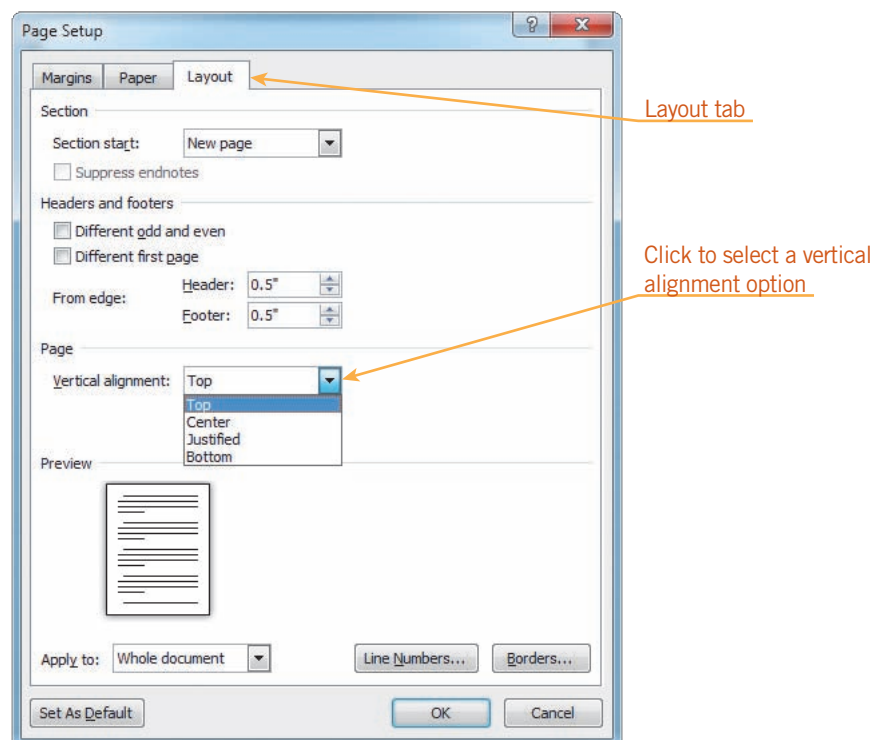 Page Setup
Margins Paper Layout
Layout tab
Section
Section start: New page
Suppress endnotes
Headers and footers
Different odd and even
Different first page
From edge:
Header: 0.5"
Footer: 0.5"
Click to select a vertical
alignment option
Page
Vertical alignment: Top
Top
Center
Justified
Bottom
Preview
Apply to: Whole document
Line Numbers... Borders...
Set As Default OK Cancel